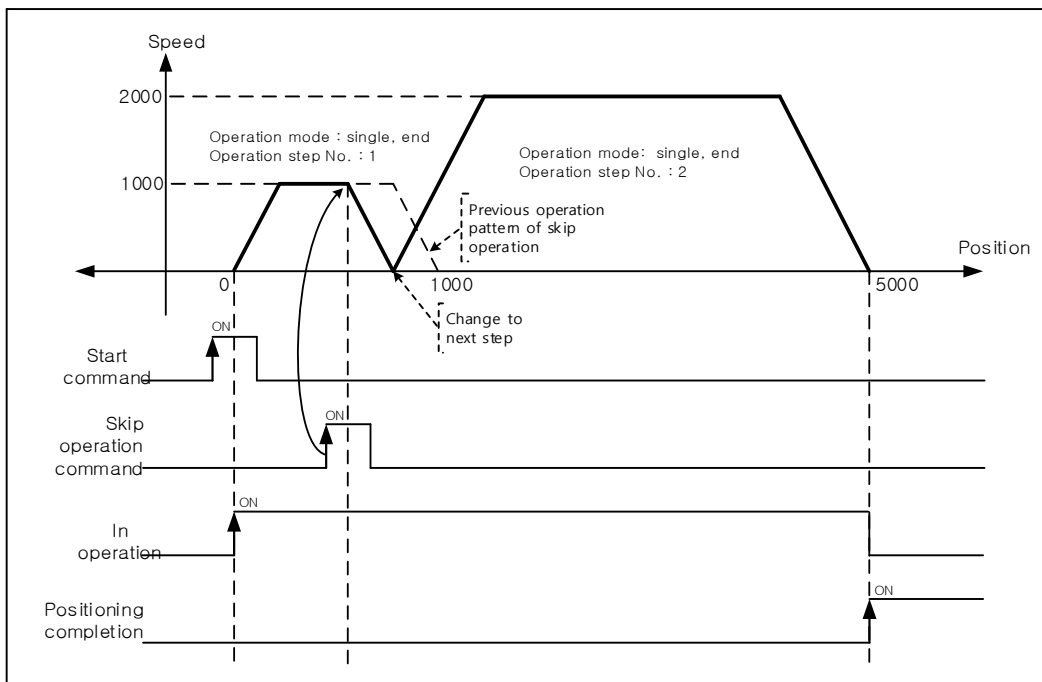 Speed
2000
Operation mode : single, end
Operation step No. : 1
Operation mode: single, end
Operation step No. : 2
1000
Previous operation
pattern of skip
operation
Position
0
1000
5000
Change to
next step
ON
Start
command
ON
Skip
operation
command
ON
In
operation
ON
Positioning
completion